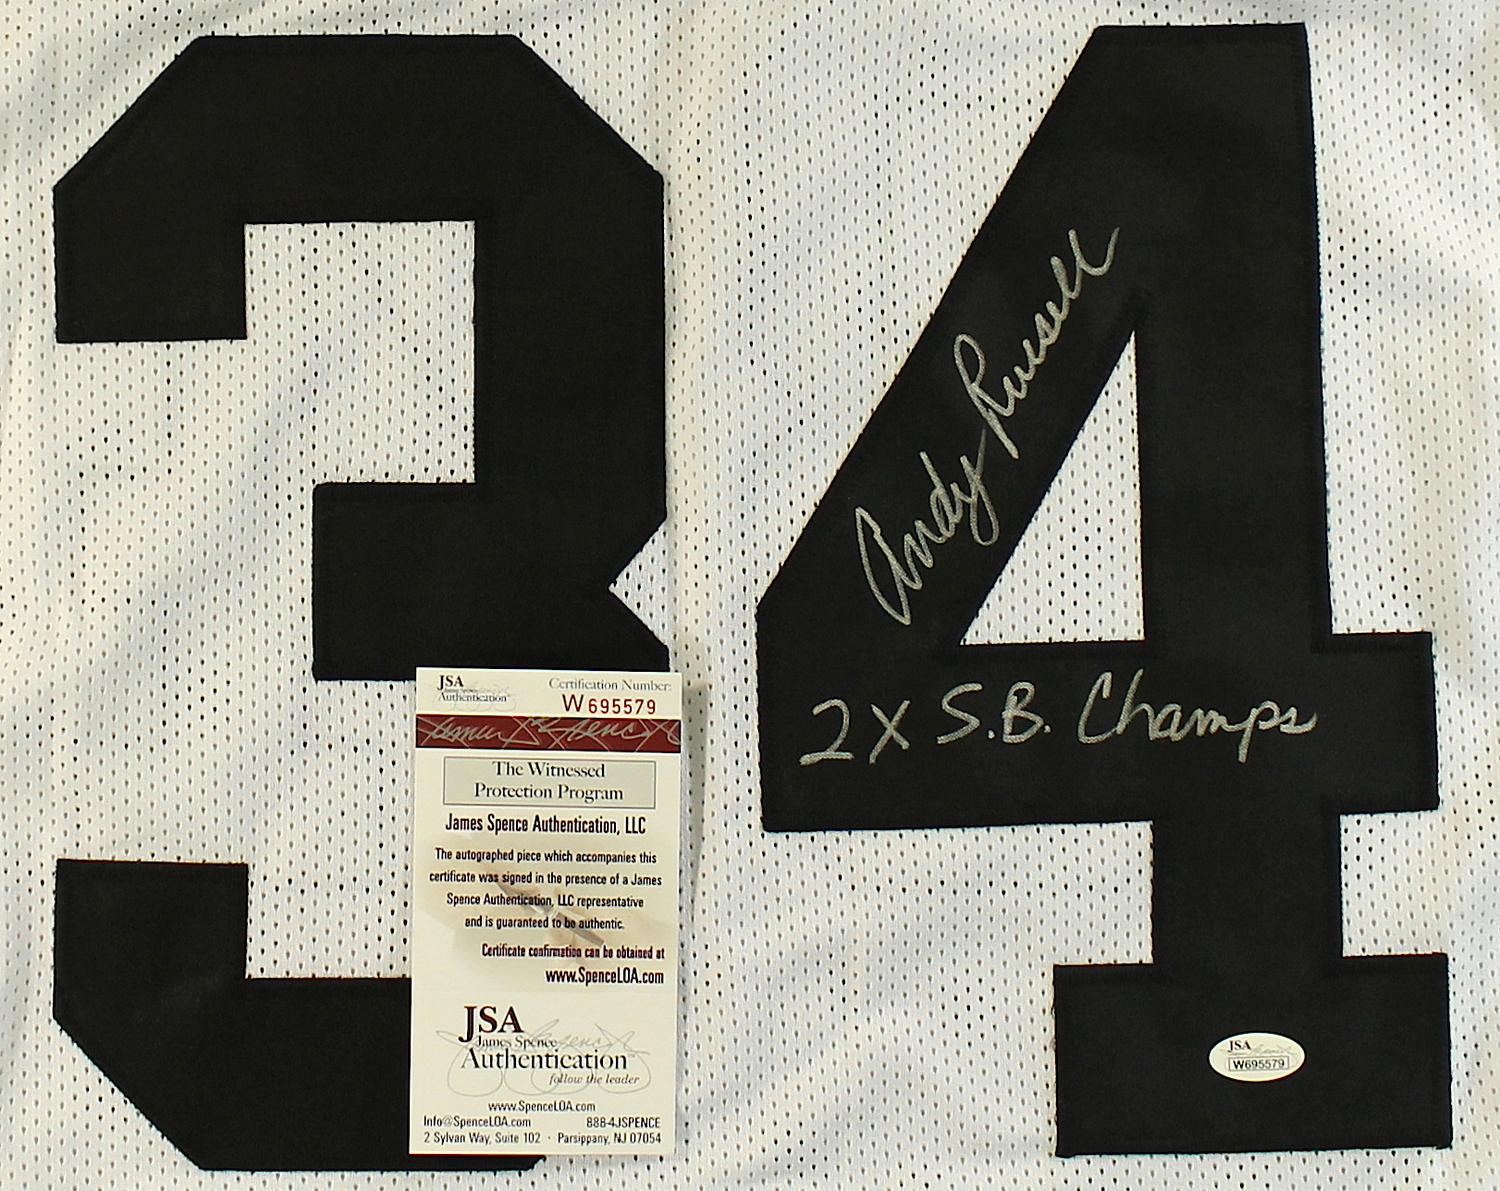 34
Andy Russell
2 X S.B. Champs
JSA
Authentication
Certification Number:
W695579
The Witnessed
Protection Program
James Spence Authentication, LLC
The autographed piece which accompanies this
certificate was signed in the presence of a James
Spence Authentication, LLC representative
and is guaranteed to be authentic.
Certificate confirmation can be obtained at
www.SpenceLOA.com
JSA
James Spence
Authentication
follow the leader
www.SpenceLOA.com
Info@SpenceLOA.com 888-4JSPENCE
2 Sylvan Way, Suite 102 · Parsippany, NJ 07054
JSA
W695579